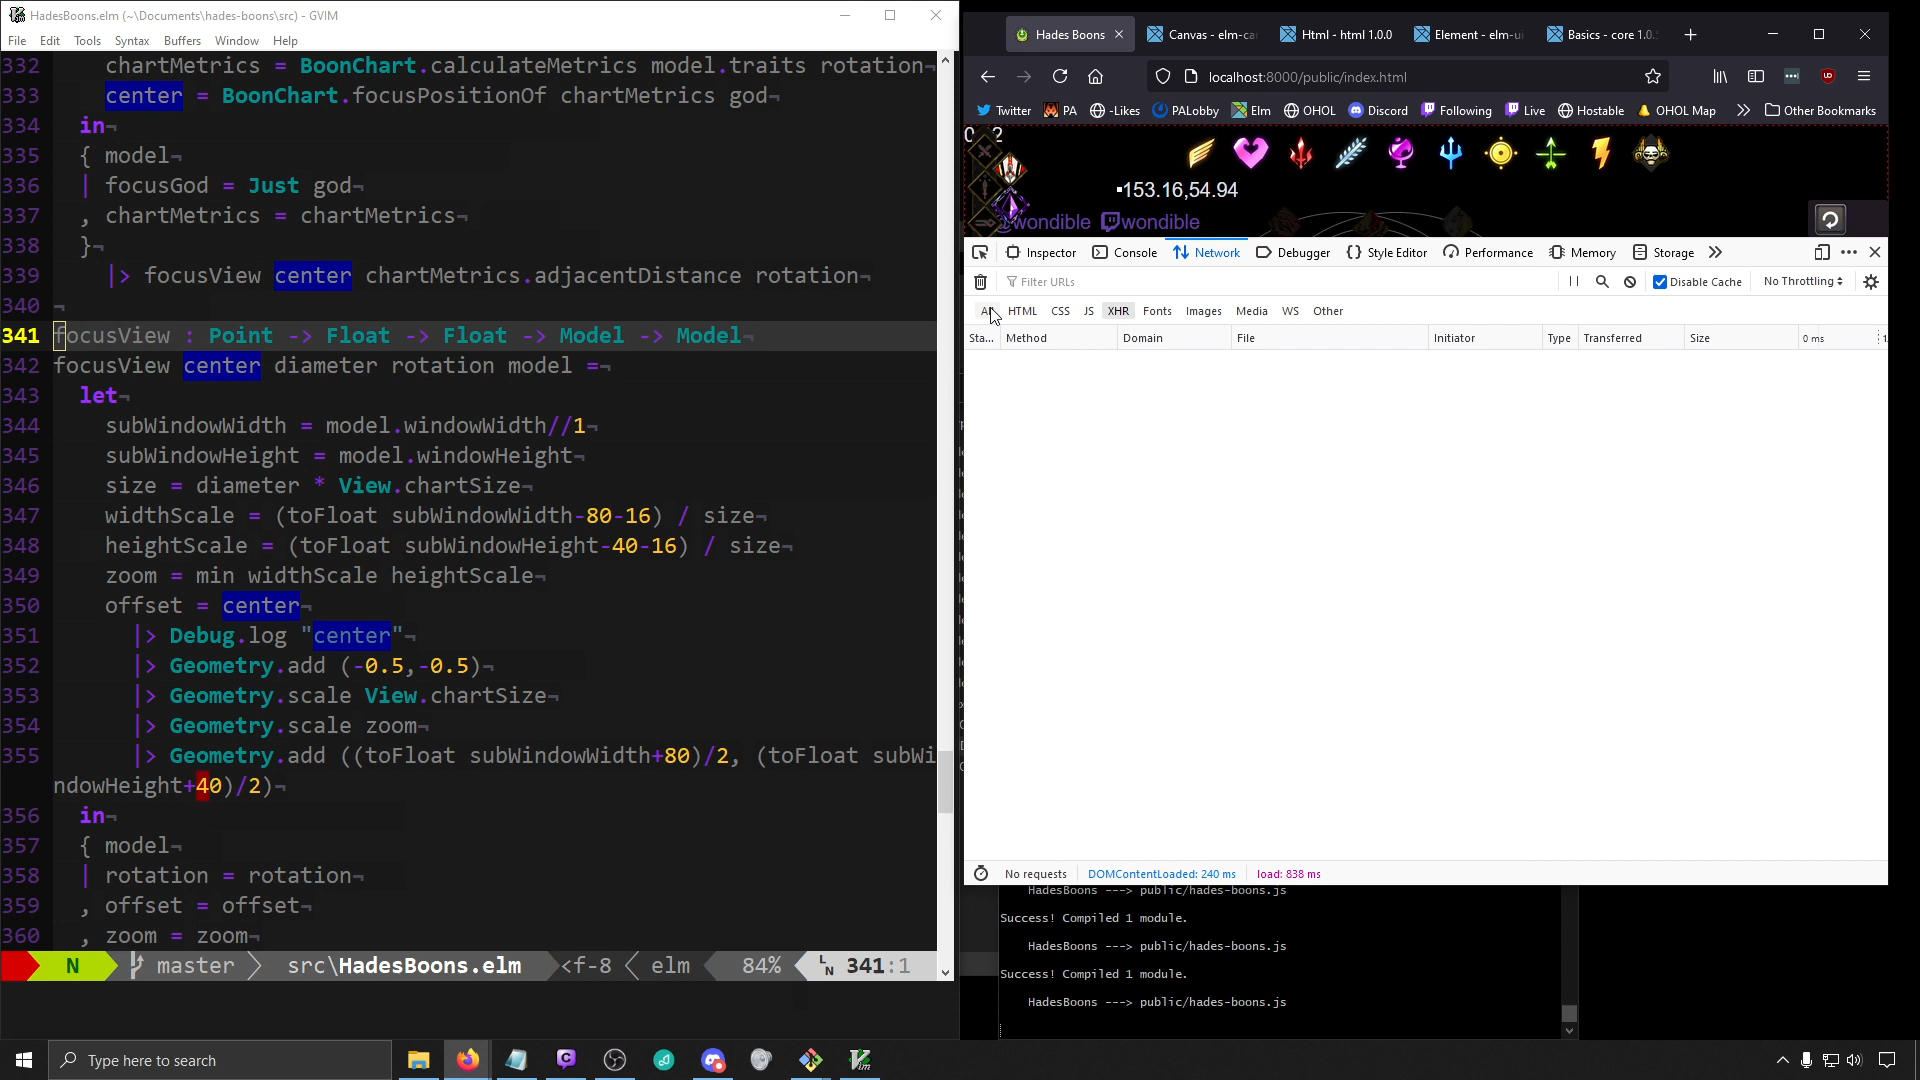 HadesBoons.elm (~\Documents\hades-boons\src) - GVIM
File Edit Tools Syntax Buffers Window Help
332 chartMetrics = BoonChart.calculateMetrics model.traits rotation¬
333 center = BoonChart.focusPositionOf chartMetrics god¬
334 in¬
335 { model¬
336 | focusGod = Just god¬
337 , chartMetrics = chartMetrics¬
338 }¬
339 |> focusView center chartMetrics.adjacentDistance rotation¬
340 ¬
341 focusView : Point -> Float -> Float -> Model -> Model¬
342 focusView center diameter rotation model =¬
343 let¬
344 subWindowWidth = model.windowWidth//1¬
345 subWindowHeight = model.windowHeight¬
346 size = diameter * View.chartSize¬
347 widthScale = (toFloat subWindowWidth-80-16) / size¬
348 heightScale = (toFloat subWindowHeight-40-16) / size¬
349 zoom = min widthScale heightScale¬
350 offset = center¬
351 |> Debug.log "center"¬
352 |> Geometry.add (-0.5,-0.5)¬
353 |> Geometry.scale View.chartSize¬
354 |> Geometry.scale zoom¬
355 |> Geometry.add ((toFloat subWindowWidth+80)/2, (toFloat subWi
ndowHeight+40)/2)¬
356 in¬
357 { model¬
358 | rotation = rotation¬
359 , offset = offset¬
360 , zoom = zoom¬
N master src\HadesBoons.elm <f-8 elm 84% LN 341:1
Hades Boons Canvas - elm-ca Html - html 1.0.0 Element - elm-u Basics - core 1.0.
localhost:8000/public/index.html
Twitter PA -Likes PALobby Elm OHOL Discord Following Live Hostable OHOL Map Other Bookmarks
-153.16,54.94
@wondible wondible
Inspector Console Network Debugger Style Editor Performance Memory Storage
Filter URLs Disable Cache No Throttling
HTML CSS JS XHR Fonts Images Media WS Other
Sta... Method Domain File Initiator Type Transferred Size 0 ms
No requests DOMContentLoaded: 240 ms load: 838 ms
HadesBoons ---> public/hades-boons.js
Success! Compiled 1 module.
HadesBoons ---> public/hades-boons.js
Success! Compiled 1 module.
HadesBoons ---> public/hades-boons.js
Type here to search